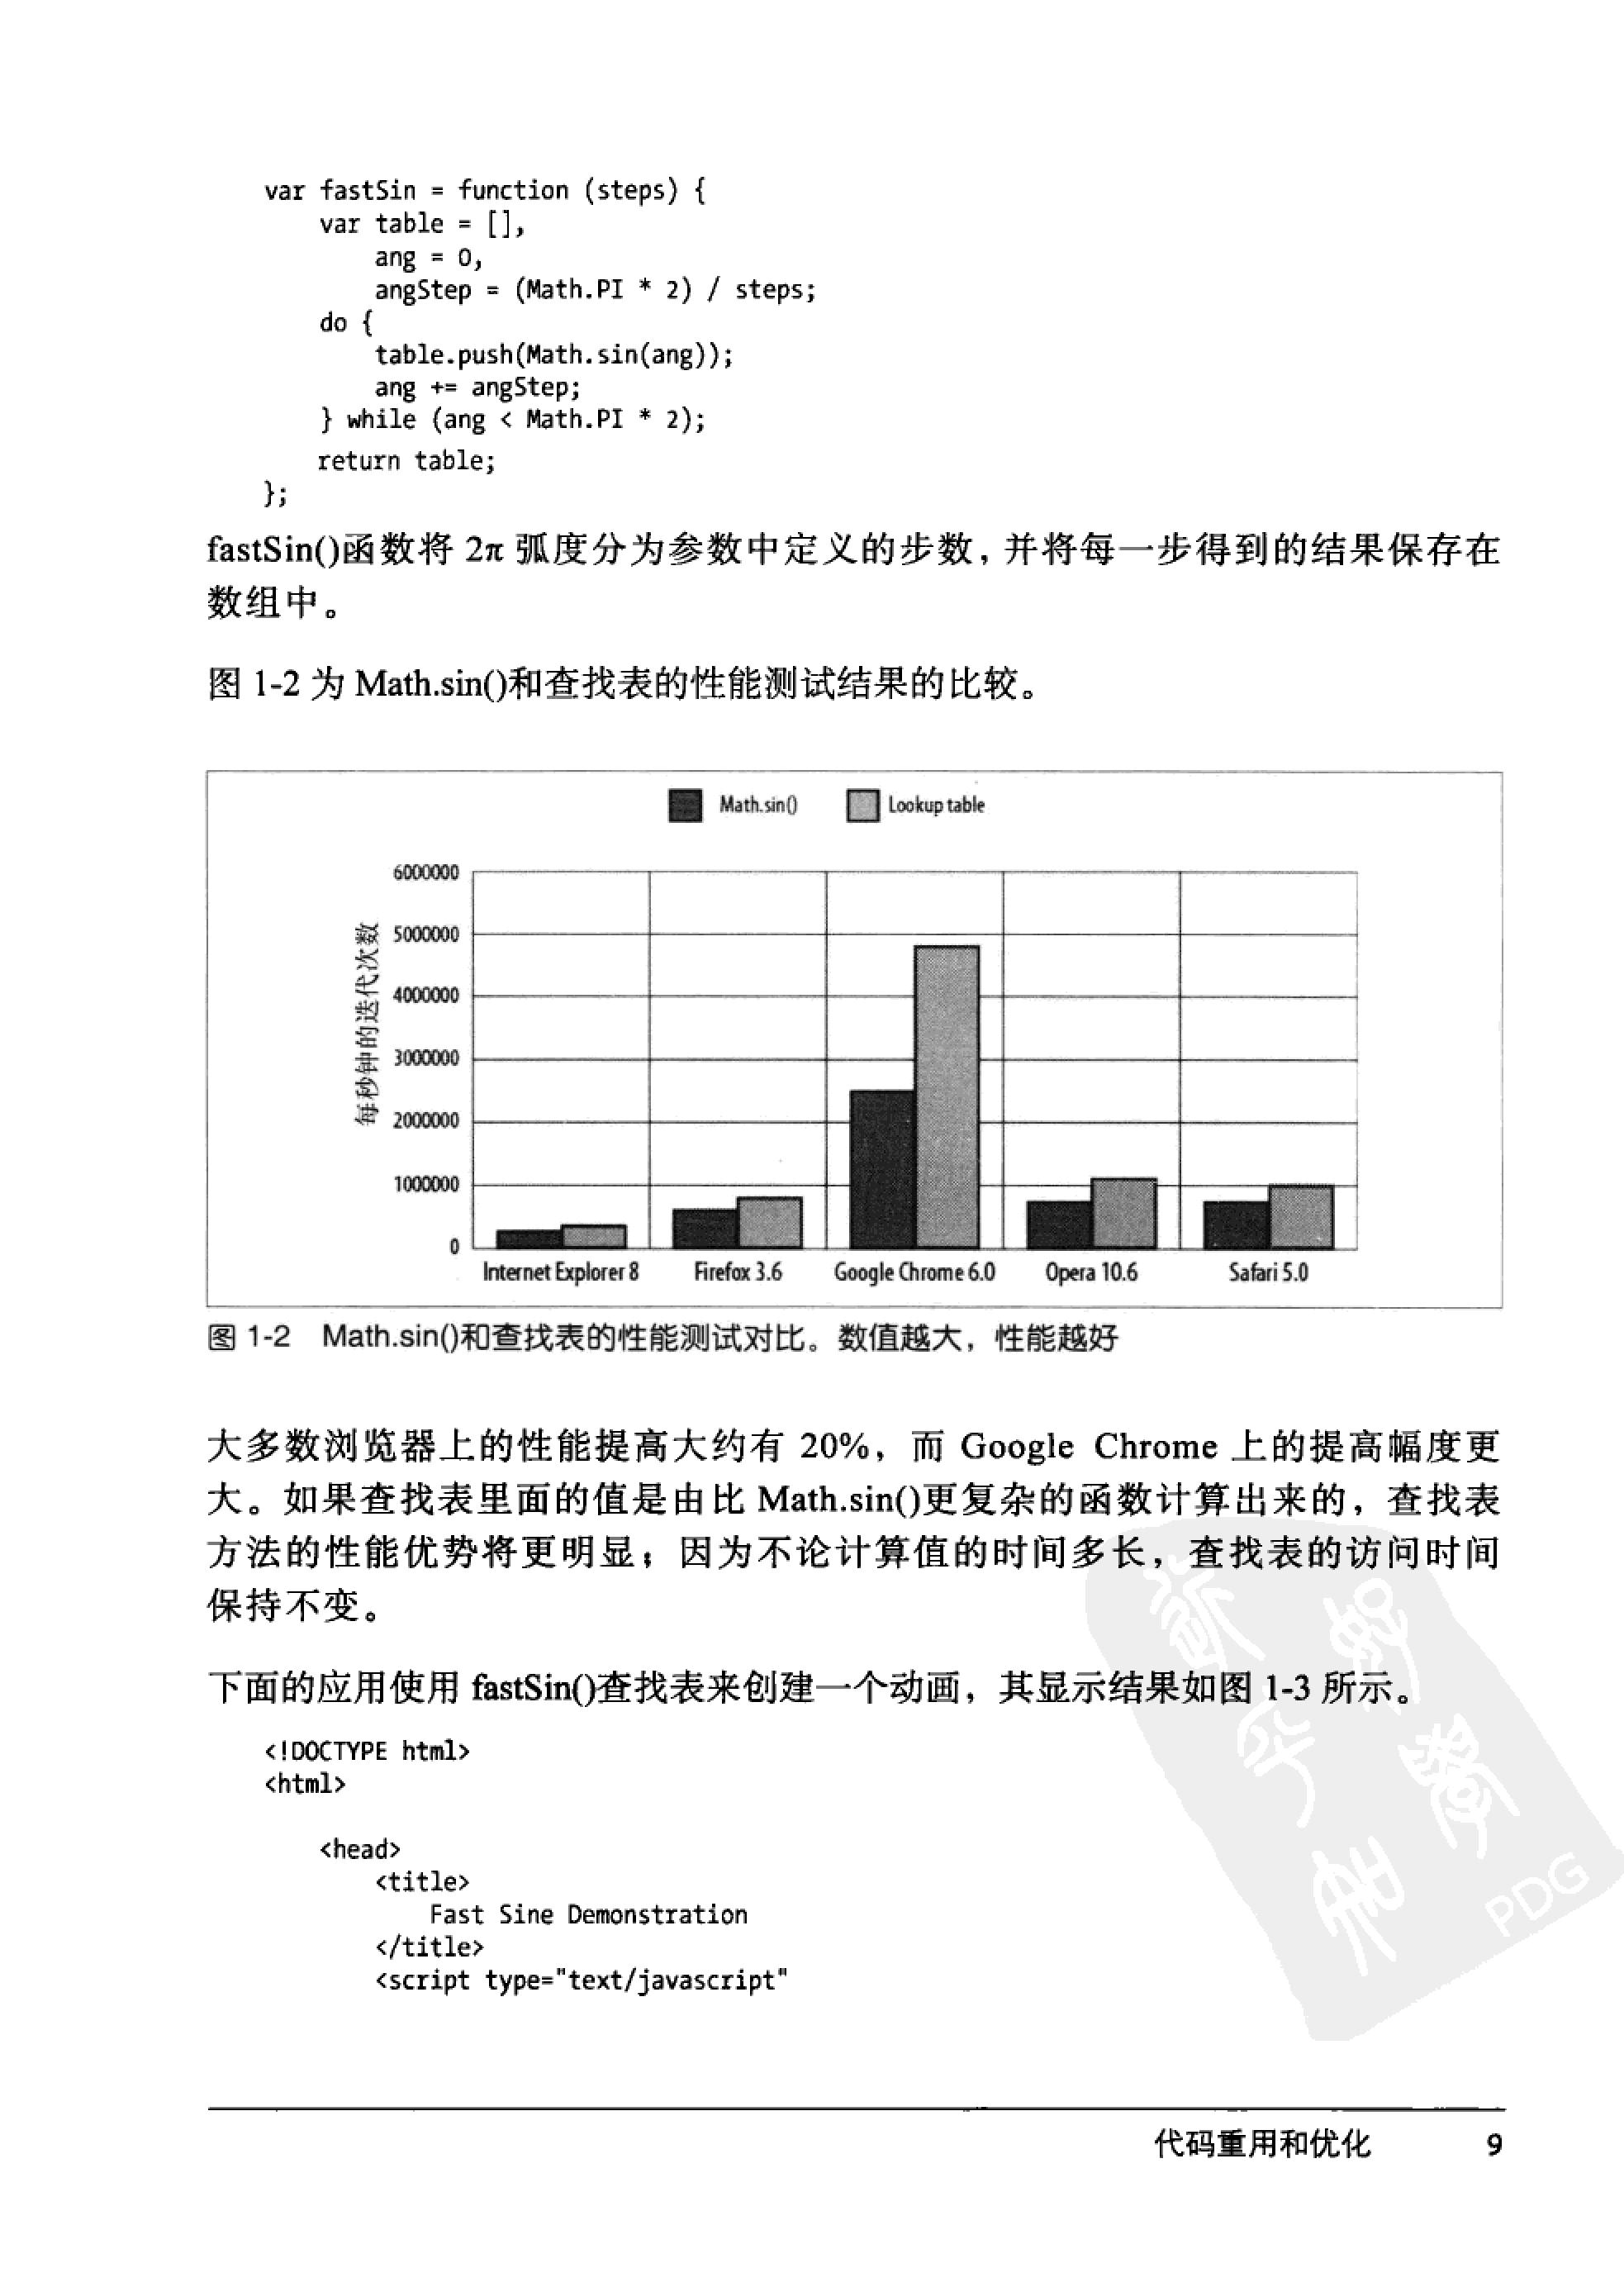 var fastSin = function (steps) {
var table = [],
ang = 0,
angStep = (Math.PI * 2) / steps;
do {
table.push(Math.sin(ang));
ang += angStep;
} while (ang < Math.PI * 2);
return table;
};
fastSin()函数将 2π 弧度分为参数中定义的步数，并将每一步得到的结果保存在
数组中。
图 1-2 为 Math.sin()和查找表的性能测试结果的比较。
Math.sin() Lookup table
6000000
5000000
4000000
3000000
2000000
1000000
0
每秒钟的迭代次数
Internet Explorer 8 Firefox 3.6 Google Chrome 6.0 Opera 10.6 Safari 5.0
图 1-2 Math.sin()和查找表的性能测试对比。数值越大，性能越好
大多数浏览器上的性能提高大约有 20%，而 Google Chrome 上的提高幅度更
大。如果查找表里面的值是由比 Math.sin()更复杂的函数计算出来的，查找表
方法的性能优势将更明显；因为不论计算值的时间多长，查找表的访问时间
保持不变。
下面的应用使用 fastSin()查找表来创建一个动画，其显示结果如图 1-3 所示。
<!DOCTYPE html>
<html>
<head>
<title>
Fast Sine Demonstration
</title>
<script type="text/javascript"
PDG
代码重用和优化 9